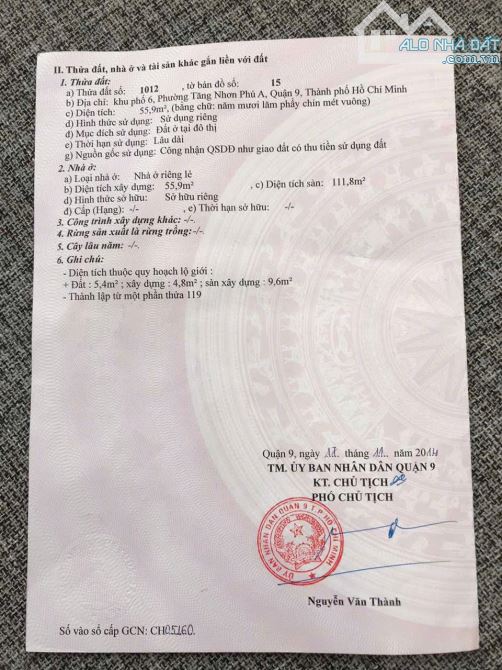 ALO NHÀ ĐẤT
II. Thửa đất, nhà ở và tài sản khác gắn liền với đất
1. Thửa đất:
a) Thửa đất số: 1012 , tờ bản đồ số: 15
b) Địa chỉ: khu phố 6, Phường Tăng Nhơn Phú A, Quận 9, Thành phố Hồ Chí Minh
c) Diện tích: 55,9m², (bằng chữ: năm mươi lăm phẩy chín mét vuông)
d) Hình thức sử dụng: Sử dụng riêng
đ) Mục đích sử dụng: Đất ở tại đô thị
e) Thời hạn sử dụng: Lâu dài
g) Nguồn gốc sử dụng: Công nhận QSDĐ như giao đất có thu tiền sử dụng đất
2. Nhà ở:
a) Loại nhà ở: Nhà ở riêng lẻ
b) Diện tích xây dựng: 55,9m² , c) Diện tích sàn: 111,8m²
d) Hình thức sở hữu: Sở hữu riêng
đ) Cấp (Hạng): -/- , e) Thời hạn sở hữu: -/-
3. Công trình xây dựng khác: -/-.
4. Rừng sản xuất là rừng trồng:-/-.
5. Cây lâu năm: -/-.
6. Ghi chú:
- Diện tích thuộc quy hoạch lộ giới :
+ Đất : 5,4m² ; xây dựng : 4,8m² ; sàn xây dựng : 9,6m²
- Thành lập từ một phần thửa 119
Quận 9, ngày tháng 11 năm 2014
TM. ỦY BAN NHÂN DÂN QUẬN 9
KT. CHỦ TỊCH
PHÓ CHỦ TỊCH
ỦY BAN NHÂN DÂN QUẬN 9 T.P HỒ CHÍ MINH
Nguyễn Văn Thành
Số vào sổ cấp GCN: CH05160.